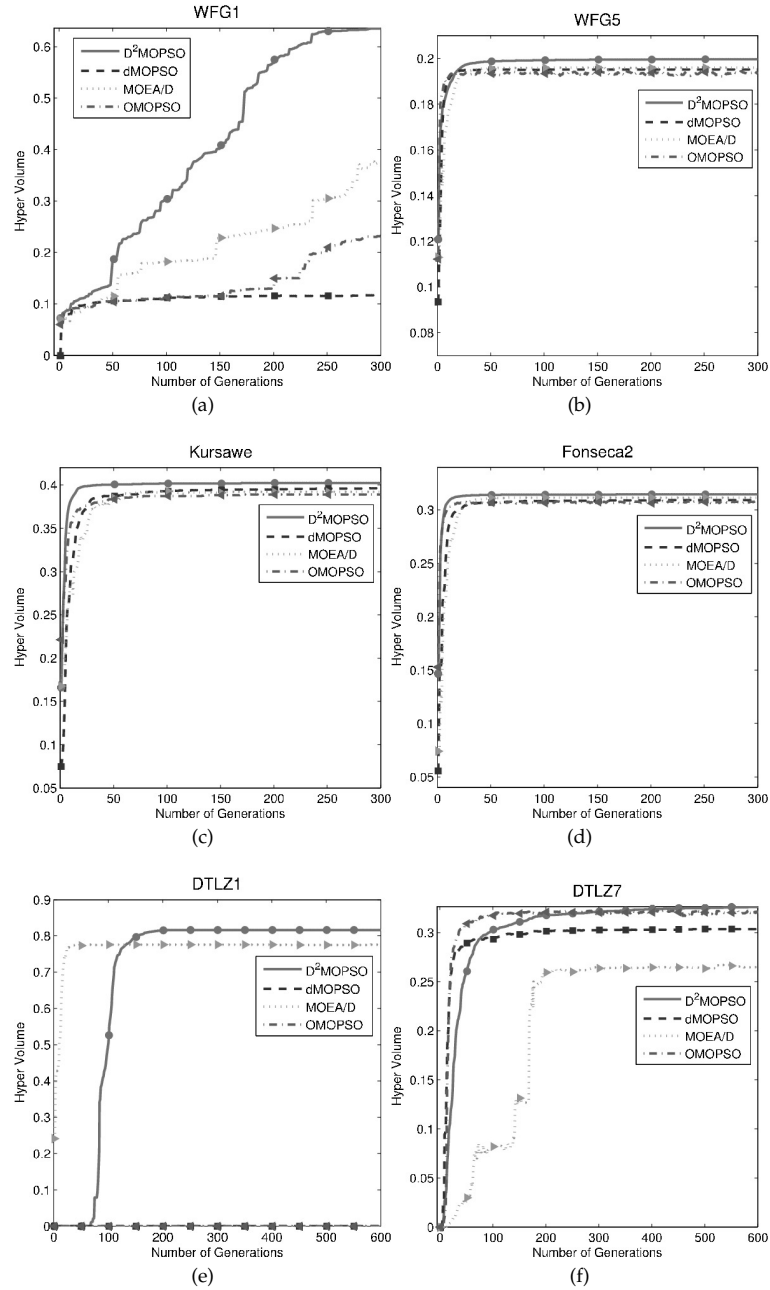 WFG1
0.6
0.5
0.4
0.3
0.2
0.1
0
Hyper Volume
D²MOPSO
dMOPSO
MOEA/D
OMOPSO
0 50 100 150 200 250 300
Number of Generations
(a)
WFG5
0.2
0.18
0.16
0.14
0.12
0.1
0.08
Hyper Volume
D²MOPSO
dMOPSO
MOEA/D
OMOPSO
0 50 100 150 200 250 300
Number of Generations
(b)
Kursawe
0.4
0.35
0.3
0.25
0.2
0.15
0.1
0.05
Hyper Volume
D²MOPSO
dMOPSO
MOEA/D
OMOPSO
0 50 100 150 200 250 300
Number of Generations
(c)
Fonseca2
0.3
0.25
0.2
0.15
0.1
0.05
Hyper Volume
D²MOPSO
dMOPSO
MOEA/D
OMOPSO
0 50 100 150 200 250 300
Number of Generations
(d)
DTLZ1
0.9
0.8
0.7
0.6
0.5
0.4
0.3
0.2
0.1
0
Hyper Volume
D²MOPSO
dMOPSO
MOEA/D
OMOPSO
0 100 200 300 400 500 600
Number of Generations
(e)
DTLZ7
0.3
0.25
0.2
0.15
0.1
0.05
0
Hyper Volume
D²MOPSO
dMOPSO
MOEA/D
OMOPSO
0 100 200 300 400 500 600
Number of Generations
(f)